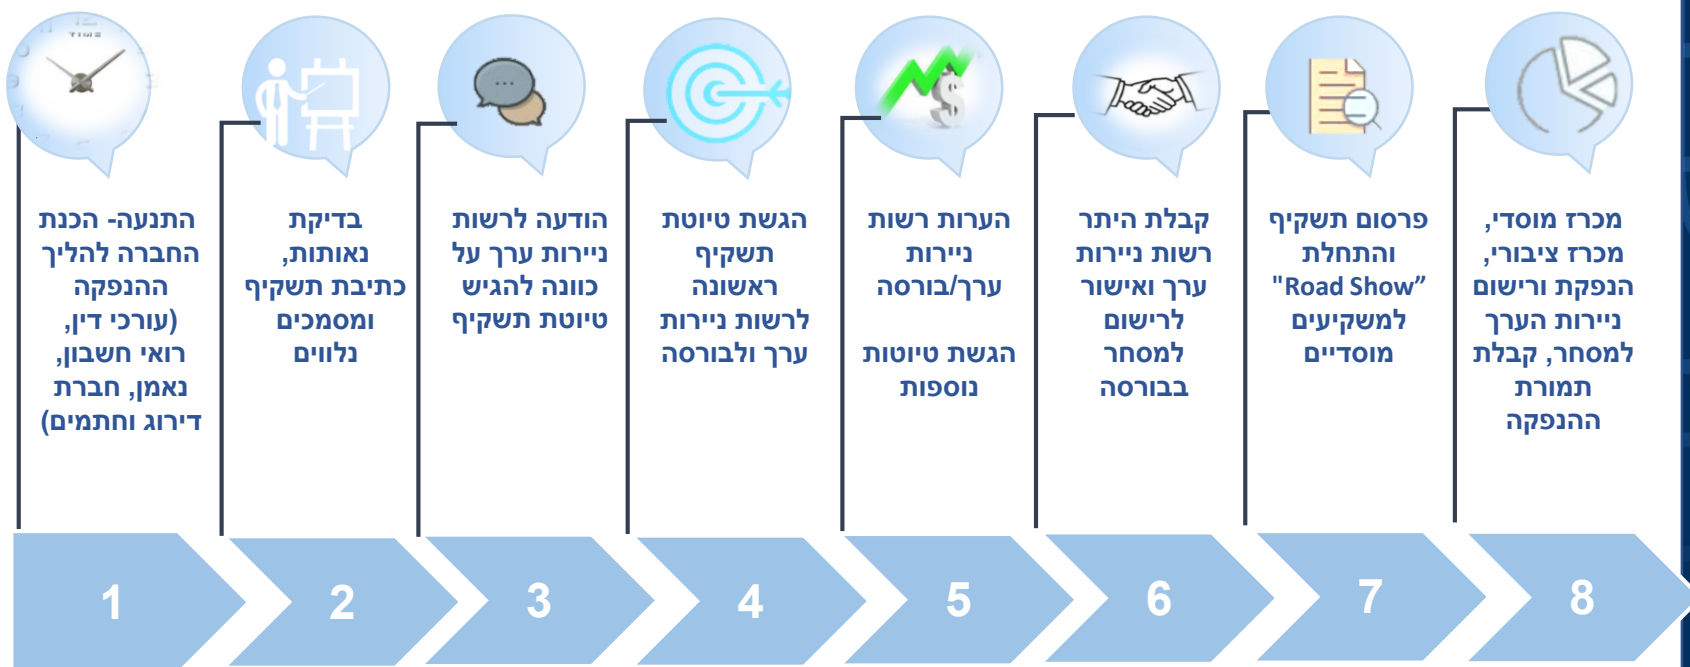 TIME
התנעה- הכנת
החברה להליך
ההנפקה
(עורכי דין,
רואי חשבון,
נאמן, חברת
דירוג וחתמים)
בדיקת
נאותות,
כתיבת תשקיף
ומסמכים
נלווים
הודעה לרשות
ניירות ערך על
כוונה להגיש
טיוטת תשקיף
הגשת טיוטת
תשקיף
ראשונה
לרשות ניירות
ערך ולבורסה
הערות רשות
ניירות
ערך/בורסה
הגשת טיוטות
נוספות
קבלת היתר
רשות ניירות
ערך ואישור
לרישום
למסחר
בבורסה
פרסום תשקיף
והתחלת
"Road Show”
למשקיעים
מוסדיים
מכרז מוסדי,
מכרז ציבורי,
הנפקת ורישום
ניירות הערך
למסחר, קבלת
תמורת
ההנפקה
1
2
3
4
5
6
7
8